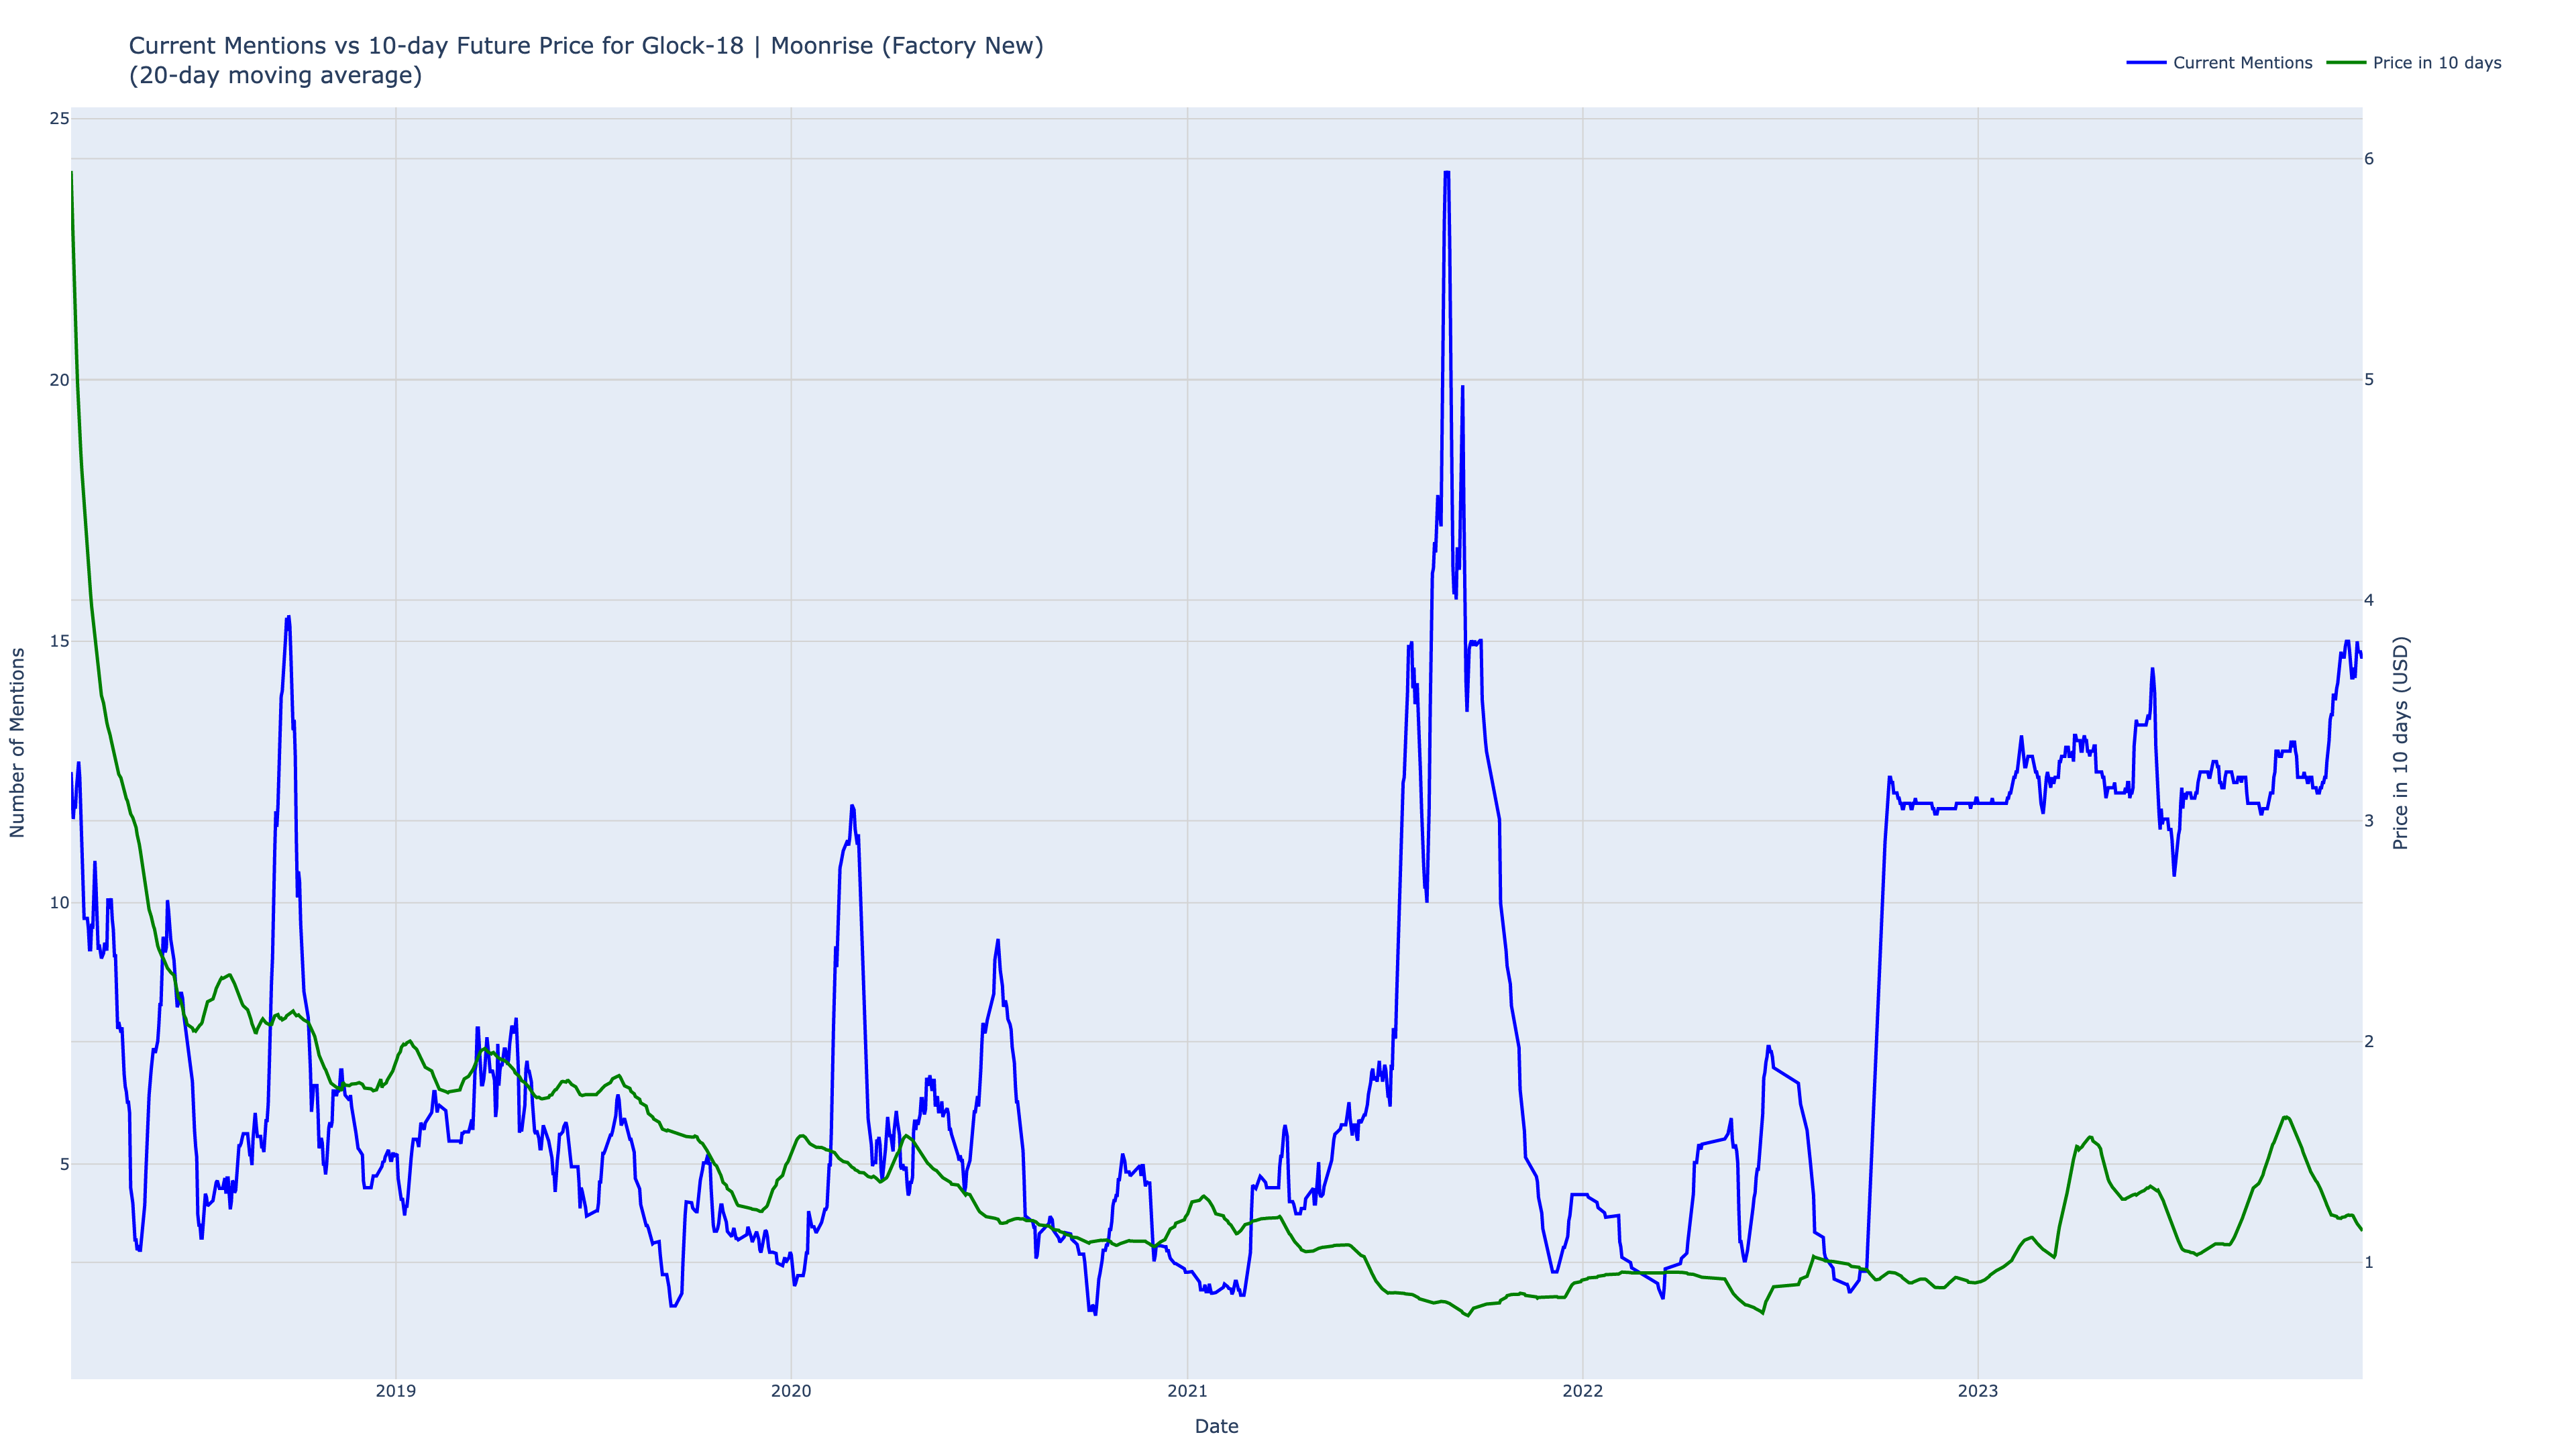 Current Mentions vs 10-day Future Price for Glock-18 | Moonrise (Factory New)
(20-day moving average)
Current Mentions
Price in 10 days
25
20
15
10
5
Number of Mentions
6
5
4
3
2
1
Price in 10 days (USD)
2019
2020
2021
2022
2023
Date